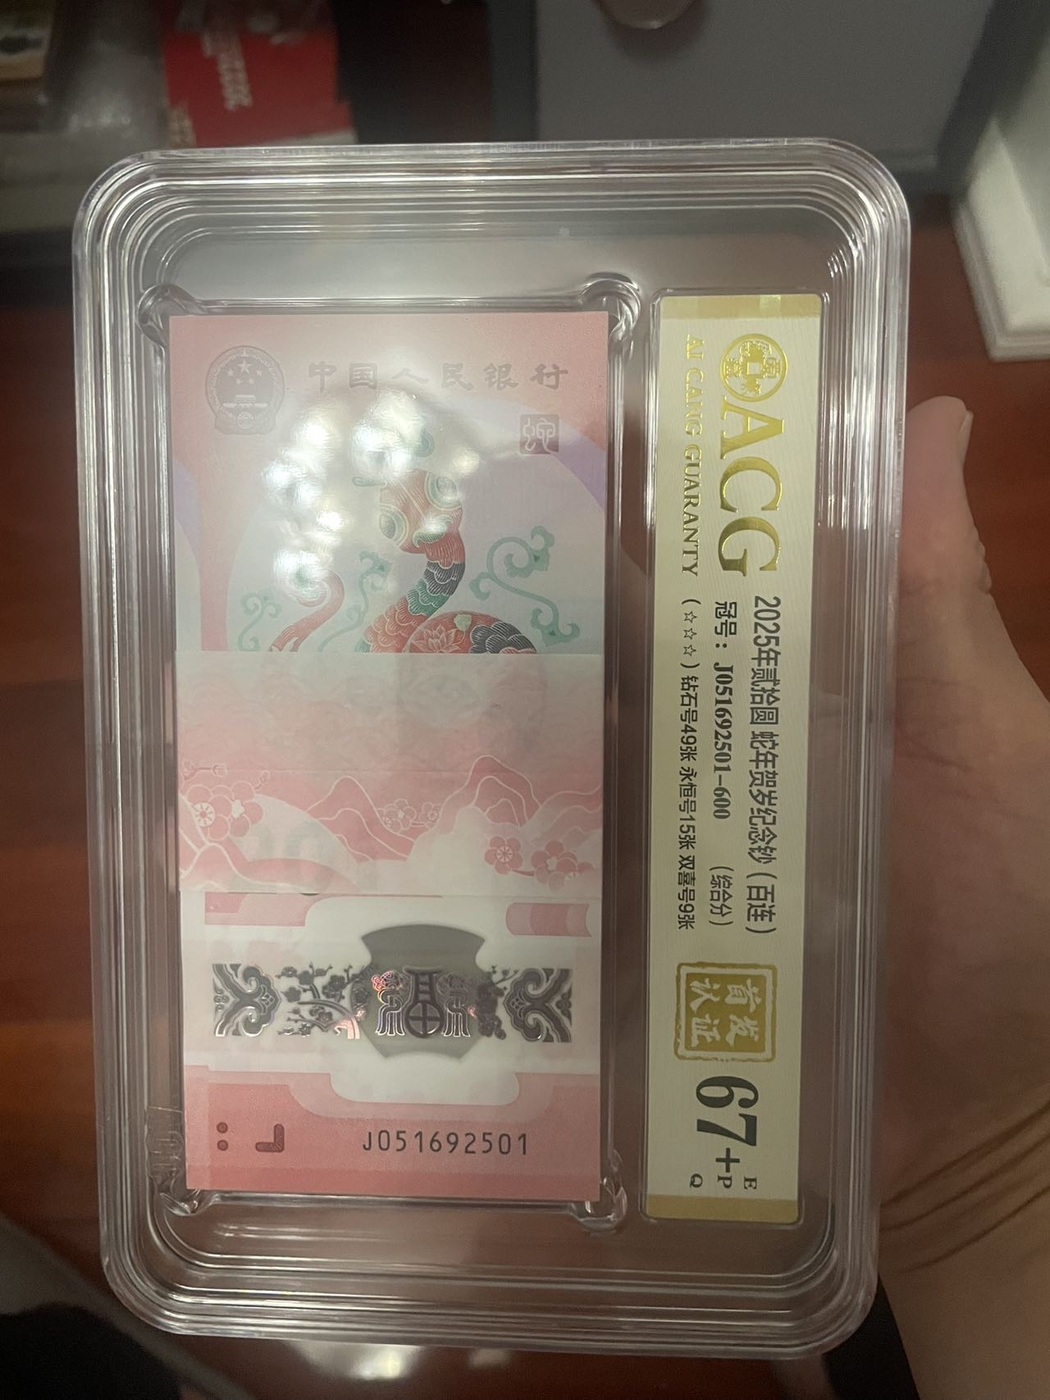 中国人民银行
J051692501
ACG
AI CANG GUARANTY
2025年贰拾圆 蛇年贺岁纪念钞（百连）
冠号：J051692501-600 （综合分）
（☆☆☆）钻石号49张 永恒号15张 双喜号9张
首发
认证
67+
E
P
Q